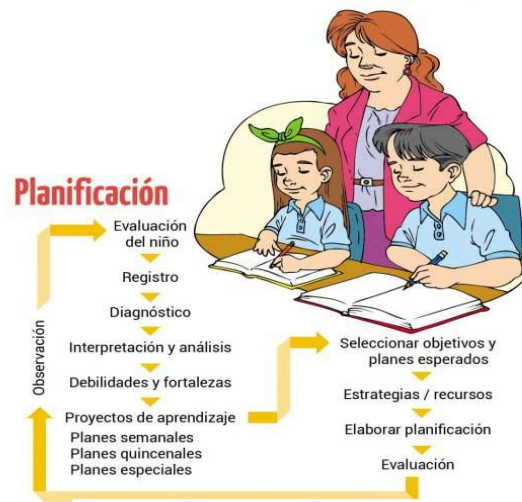 Planificación
Observación
Evaluación
del niño
Registro
Diagnóstico
Interpretación y análisis
Debilidades y fortalezas
Proyectos de aprendizaje
Planes semanales
Planes quincenales
Planes especiales
Seleccionar objetivos y
planes esperados
Estrategias / recursos
Elaborar planificación
Evaluación